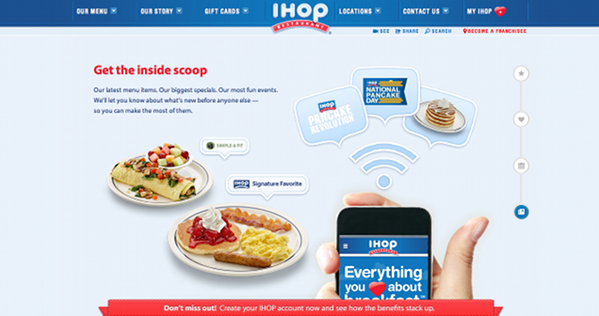 OUR MENU
OUR STORY
GIFT CARDS
IHOP
RESTAURANT
LOCATIONS
CONTACT US
MY IHOP
SEE
SHARE
SEARCH
BECOME A FRANCHISEE
Get the inside scoop
Our latest menu items. Our biggest specials. Our most fun events.
We'll let you know about what's new before anyone else —
so you can make the most of them.
IHOP
PANCAKE
REVOLUTION
IHOP
NATIONAL
PANCAKE
DAY
SIMPLE & FIT
IHOP
Signature Favorite
IHOP
Everything
you about
breakfast
Don't miss out! Create your IHOP account now and see how the benefits stack up.